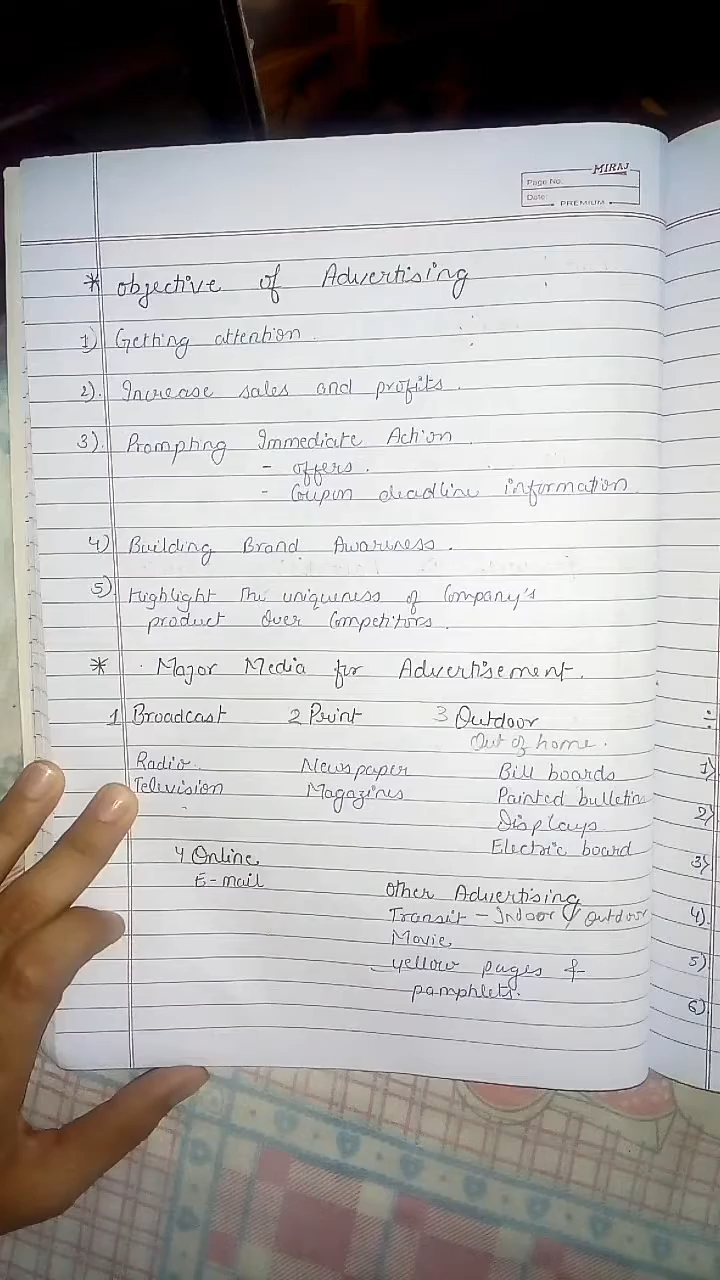 MIRAJ
Page No.
Date:
PREMIUM
* objective of Advertising
1) Getting attention
2). Increase sales and profits.
3). Prompting Immediate Action
- offers.
- Coupon deadline information
4) Building Brand Awareness.
5) Highlight The uniqueness of Company's
product Over Competitors.
* Major Media for Advertisement.
1 Broadcast 2 Print 3 Outdoor
Out of home.
Radio Newspaper Bill boards
Television Magazines Painted bulletin
Displays
Electric board
4 Online
E-mail
Other Advertising
Transit - Indoor / outdoor
Movie
yellow pages &
pamphlets.
÷
1)
2)
3)
4)
5)
6)